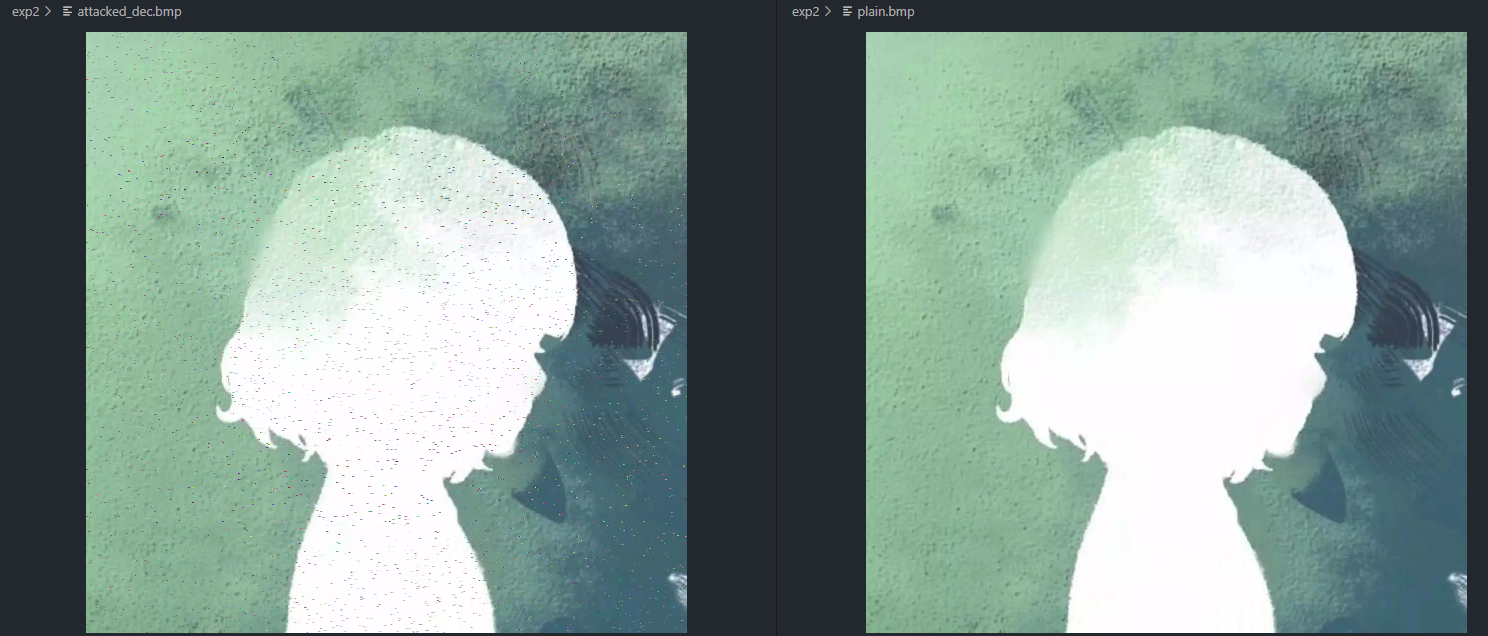 exp2 > attacked_dec.bmp
exp2 > plain.bmp